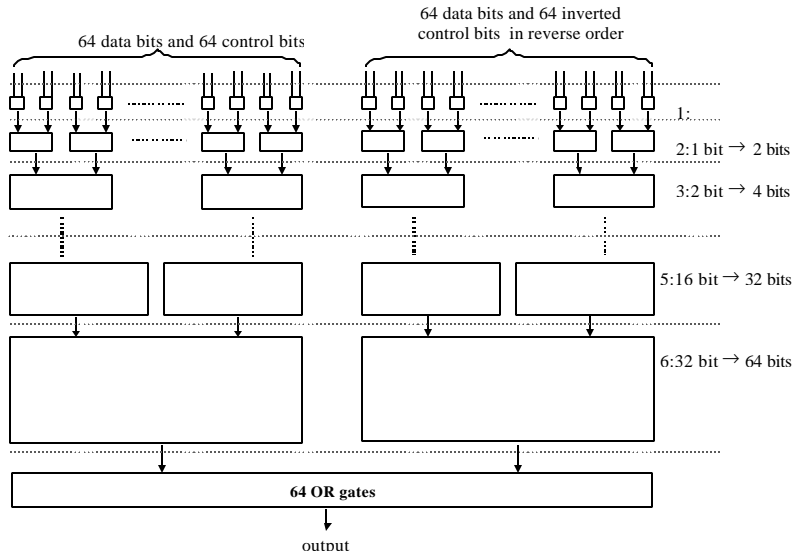 64 data bits and 64 control bits
64 data bits and 64 inverted
control bits in reverse order
1:
2:1 bit → 2 bits
3:2 bit → 4 bits
5:16 bit → 32 bits
6:32 bit → 64 bits
64 OR gates
output